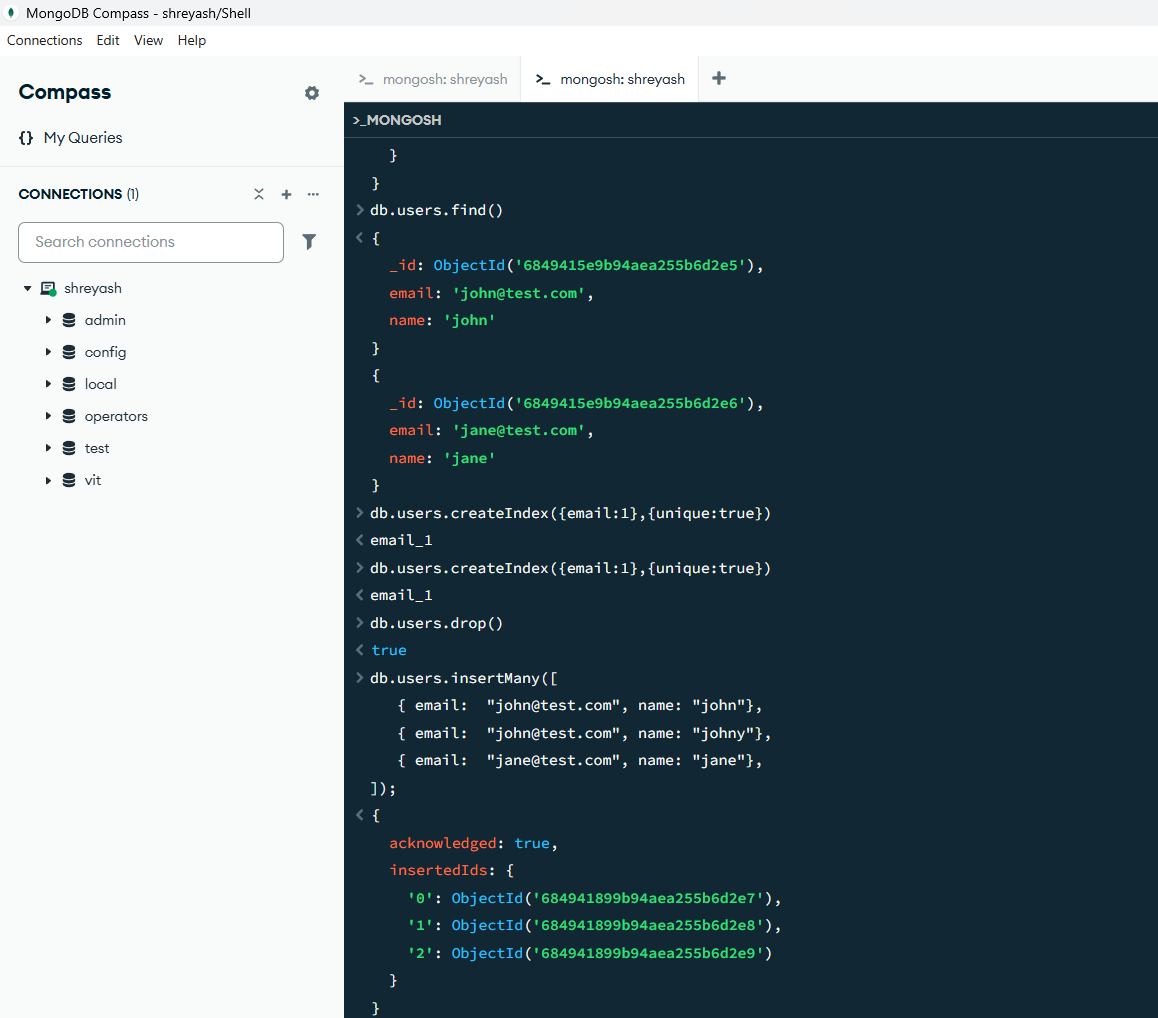 MongoDB Compass - shreyash/Shell
Connections Edit View Help
Compass
{} My Queries
CONNECTIONS (1)
Search connections
shreyash
admin
config
local
operators
test
vit
>_ mongosh: shreyash
>_ mongosh: shreyash
>_MONGOSH
}
}
> db.users.find()
< {
_id: ObjectId('6849415e9b94aea255b6d2e5'),
email: 'john@test.com',
name: 'john'
}
{
_id: ObjectId('6849415e9b94aea255b6d2e6'),
email: 'jane@test.com',
name: 'jane'
}
> db.users.createIndex({email:1},{unique:true})
< email_1
> db.users.createIndex({email:1},{unique:true})
< email_1
> db.users.drop()
< true
> db.users.insertMany([
{ email:  "john@test.com", name: "john"},
{ email:  "john@test.com", name: "johny"},
{ email:  "jane@test.com", name: "jane"},
]);
< {
acknowledged: true,
insertedIds: {
'0': ObjectId('684941899b94aea255b6d2e7'),
'1': ObjectId('684941899b94aea255b6d2e8'),
'2': ObjectId('684941899b94aea255b6d2e9')
}
}